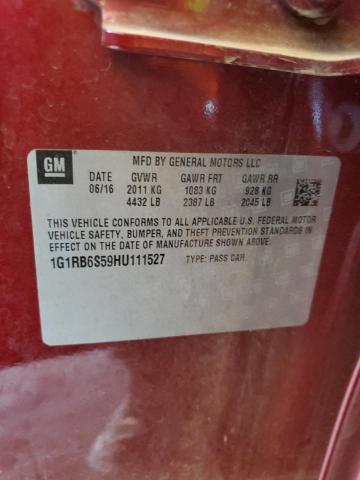 GM MFD BY GENERAL MOTORS LLC
DATE GVWR GAWR FRT GAWR RR
06/16 2011 KG 1083 KG 928 KG
4432 LB 2387 LB 2045 LB
THIS VEHICLE CONFORMS TO ALL APPLICABLE U.S. FEDERAL MOTOR
VEHICLE SAFETY, BUMPER, AND THEFT PREVENTION STANDARDS IN
EFFECT ON THE DATE OF MANUFACTURE SHOWN ABOVE.
1G1RB6S59HU111527 TYPE: PASS CAR